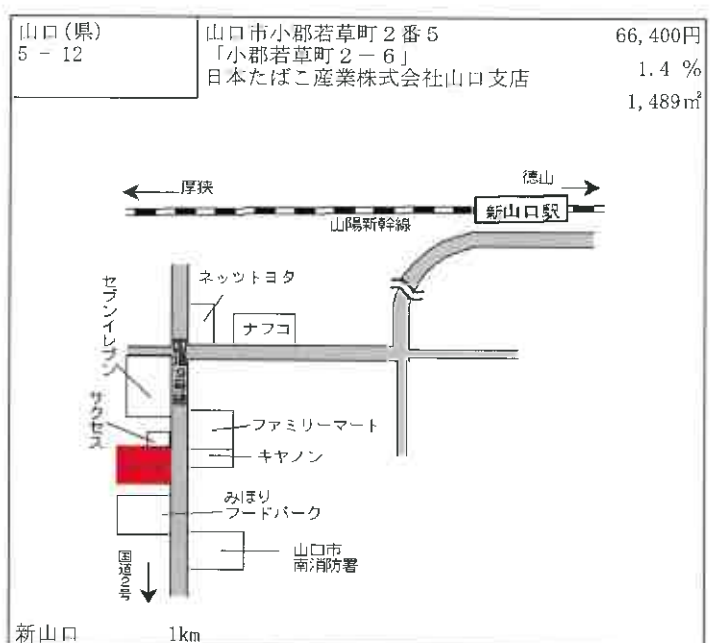 山口(県)
5 - 12
山口市小郡若草町2番5
「小郡若草町2-6」
日本たばこ産業株式会社山口支店
66,400円
1.4 %
1,489㎡
厚狭
徳山
新山口駅
山陽新幹線
ネッツトヨタ
セブンイレブン
ナフコ
サクセス
ファミリーマート
キヤノン
みほり
フードパーク
国道2号
山口市
南消防署
新山口 1km